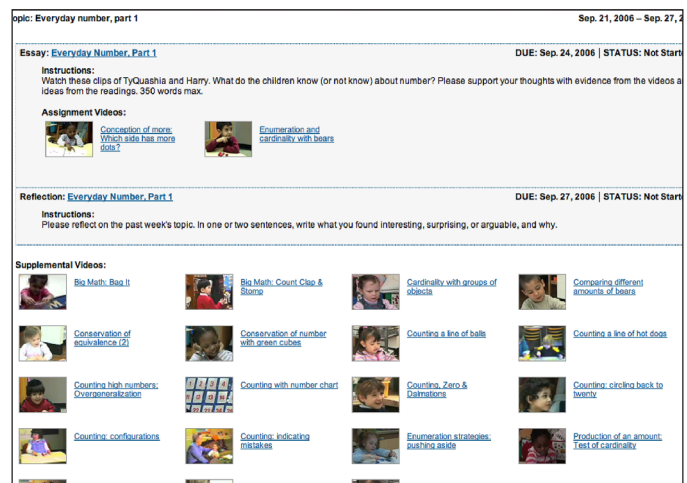 opic: Everyday number, part 1
Sep. 21, 2006 – Sep. 27, 2
Essay: Everyday Number, Part 1
DUE: Sep. 24, 2006 | STATUS: Not Start
Instructions:
Watch these clips of TyQuashia and Harry. What do the children know (or not know) about number? Please support your thoughts with evidence from the videos a
ideas from the readings. 350 words max.
Assignment Videos:
Conception of more:
Which side has more
dots?
Enumeration and
cardinality with bears
Reflection: Everyday Number, Part 1
DUE: Sep. 27, 2006 | STATUS: Not Start
Instructions:
Please reflect on the past week's topic. In one or two sentences, write what you found interesting, surprising, or arguable, and why.
Supplemental Videos:
Big Math: Bag It
Big Math: Count Clap &
Stomp
Cardinality with groups of
objects
Comparing different
amounts of bears
Conservation of
equivalence (2)
Conservation of number
with green cubes
Counting a line of balls
Counting a line of hot dogs
Counting high numbers:
Overgeneralization
Counting with number chart
Counting, Zero &
Dalmations
Counting: circling back to
twenty
Counting: configurations
Counting: indicating
mistakes
Enumeration strategies:
pushing aside
Production of an amount:
Test of cardinality